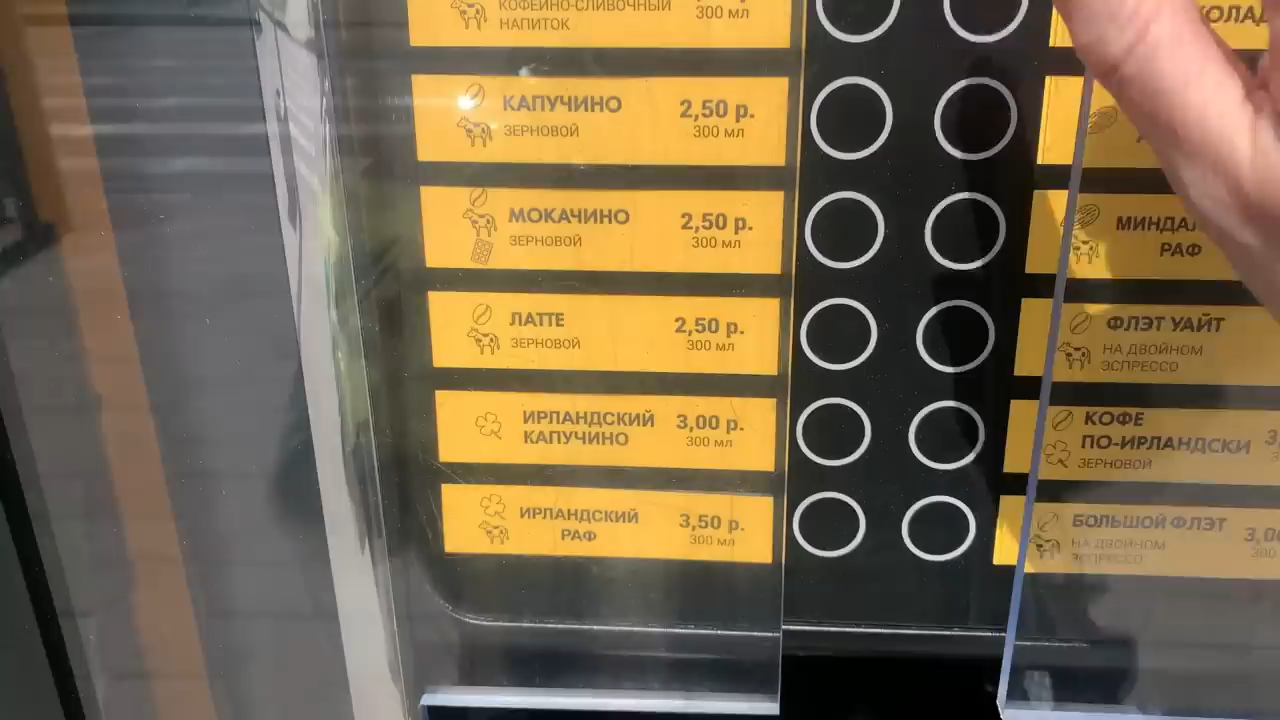 КОФЕЙНО-СЛИВОЧНЫЙ
НАПИТОК
300 мл
КАПУЧИНО
ЗЕРНОВОЙ
2,50 р.
300 мл
МОКАЧИНО
ЗЕРНОВОЙ
2,50 р.
300 мл
ЛАТТЕ
ЗЕРНОВОЙ
2,50 р.
300 мл
ИРЛАНДСКИЙ
КАПУЧИНО
3,00 р.
300 мл
ИРЛАНДСКИЙ
РАФ
3,50 р.
300 мл
РАФ
ФЛЭТ УАЙТ
НА ДВОЙНОМ
ЭСПРЕССО
КОФЕ
ПО-ИРЛАНДСКИ
ЗЕРНОВОЙ
БОЛЬШОЙ ФЛЭТ
НА ДВОЙНОМ
ЭСПРЕССО